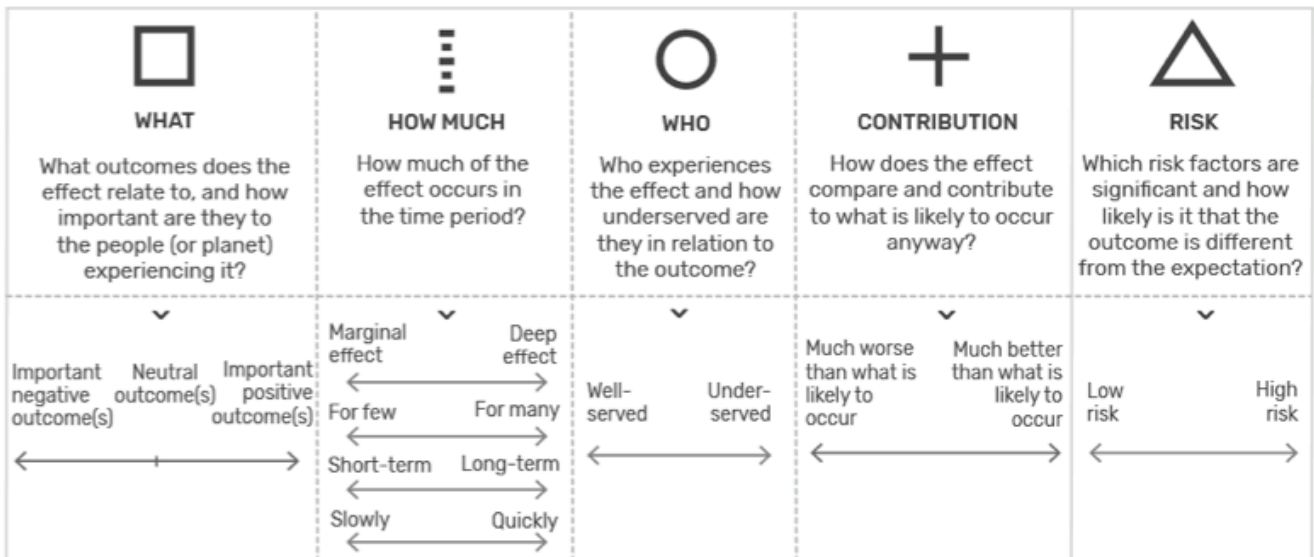 WHAT
What outcomes does the
effect relate to, and how
important are they to
the people (or planet)
experiencing it?
HOW MUCH
How much of the
effect occurs in
the time period?
WHO
Who experiences
the effect and how
underserved are
they in relation to
the outcome?
CONTRIBUTION
How does the effect
compare and contribute
to what is likely to occur
anyway?
RISK
Which risk factors are
significant and how
likely is it that the
outcome is different
from the expectation?
Important
negative
outcome(s)
Neutral
outcome(s)
Important
positive
outcome(s)
Marginal
effect
Deep
effect
For few
For many
Short-term
Long-term
Slowly
Quickly
Well-
served
Under-
served
Much worse
than what is
likely to
occur
Much better
than what is
likely to
occur
Low
risk
High
risk